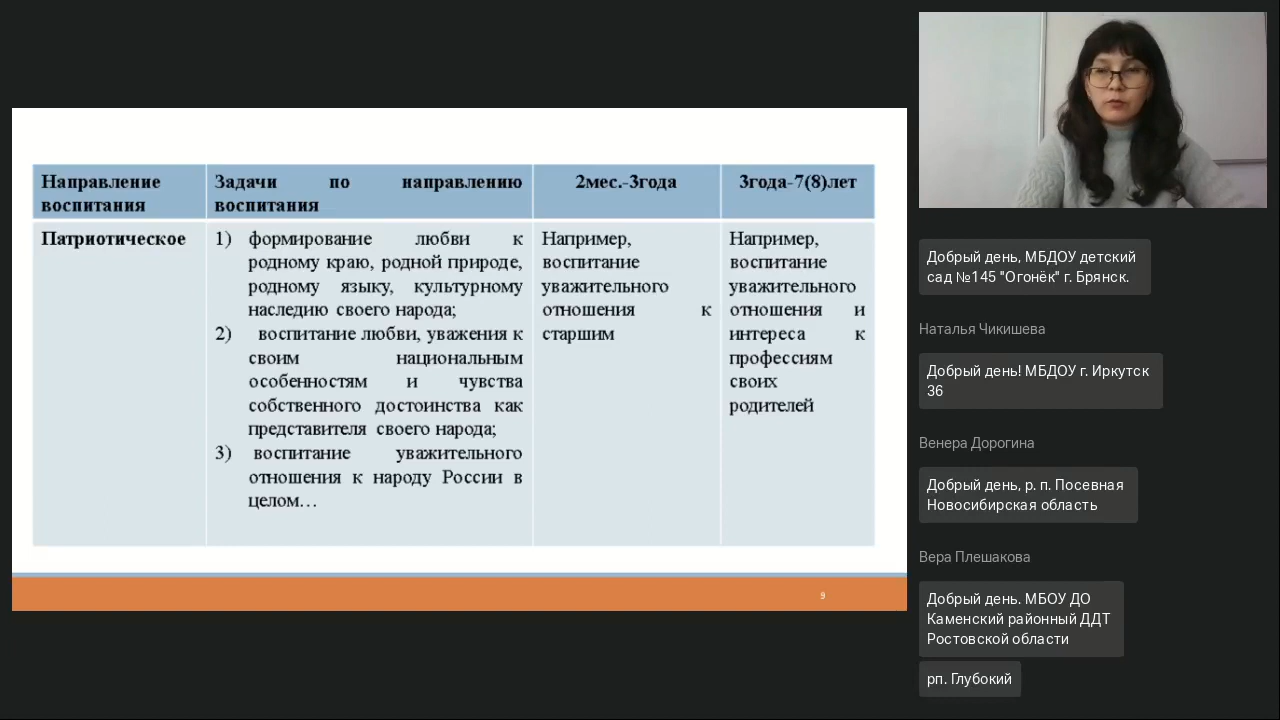 Направление
воспитания
Задачи по направлению
воспитания
2мес.-3года
3года-7(8)лет
Патриотическое
1) формирование любви к
родному краю, родной природе,
родному языку, культурному
наследию своего народа;
2) воспитание любви, уважения к
своим национальным
особенностям и чувства
собственного достоинства как
представителя своего народа;
3) воспитание уважительного
отношения к народу России в
целом…
Например,
воспитание
уважительного
отношения к
старшим
Например,
воспитание
уважительного
отношения и
интереса к
профессиям
своих
родителей
9
Добрый день, МБДОУ детский
сад №145 "Огонёк" г. Брянск.
Наталья Чикишева
Добрый день! МБДОУ г. Иркутск
36
Венера Дорогина
Добрый день, р. п. Посевная
Новосибирская область
Вера Плешакова
Добрый день. МБОУ ДО
Каменский районный ДДТ
Ростовской области
рп. Глубокий